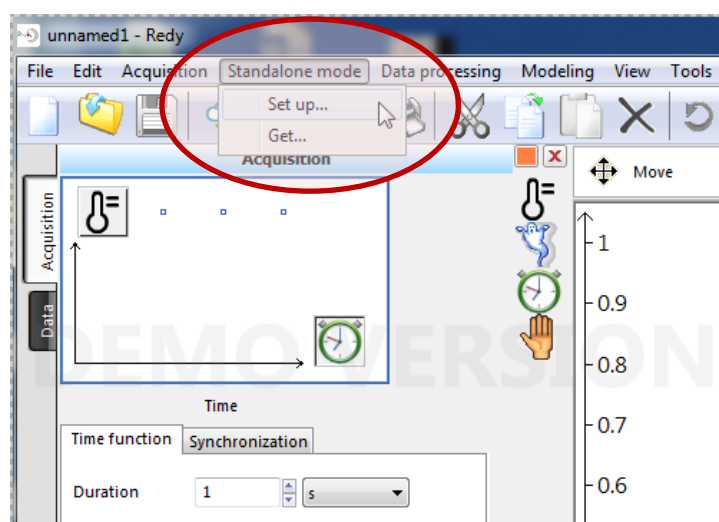 unnamed1 - Redy
File Edit Acquisition Standalone mode Data processing Modeling View Tools
Set up...
Get...
Acquisition
Move
Acquisition
Data
1
0.9
0.8
0.7
0.6
DEMO VERSION
Time
Time function Synchronization
Duration 1 s